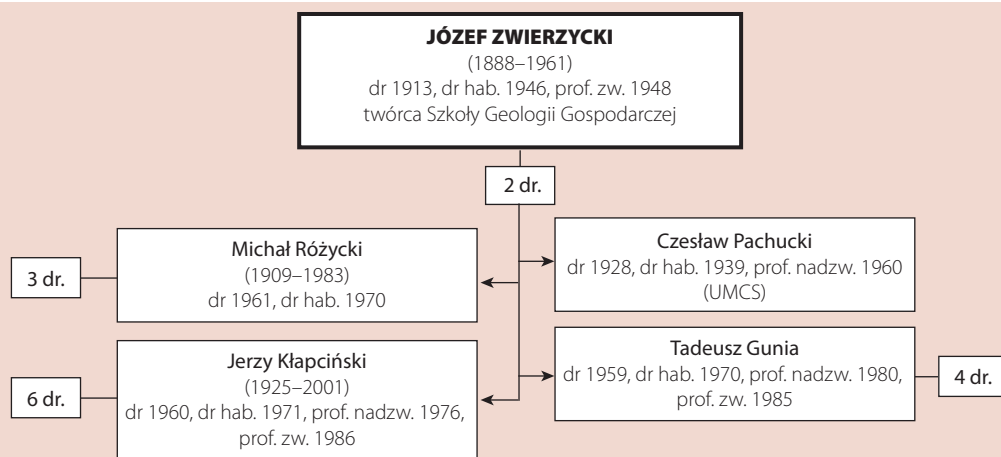 JÓZEF ZWIERZYCKI
(1888–1961)
dr 1913, dr hab. 1946, prof. zw. 1948
twórca Szkoły Geologii Gospodarczej
2 dr.
Michał Różycki
(1909–1983)
dr 1961, dr hab. 1970
3 dr.
Czesław Pachucki
dr 1928, dr hab. 1939, prof. nadzw. 1960
(UMCS)
Jerzy Kłapciński
(1925–2001)
dr 1960, dr hab. 1971, prof. nadzw. 1976,
prof. zw. 1986
6 dr.
Tadeusz Gunia
dr 1959, dr hab. 1970, prof. nadzw. 1980,
prof. zw. 1985
4 dr.